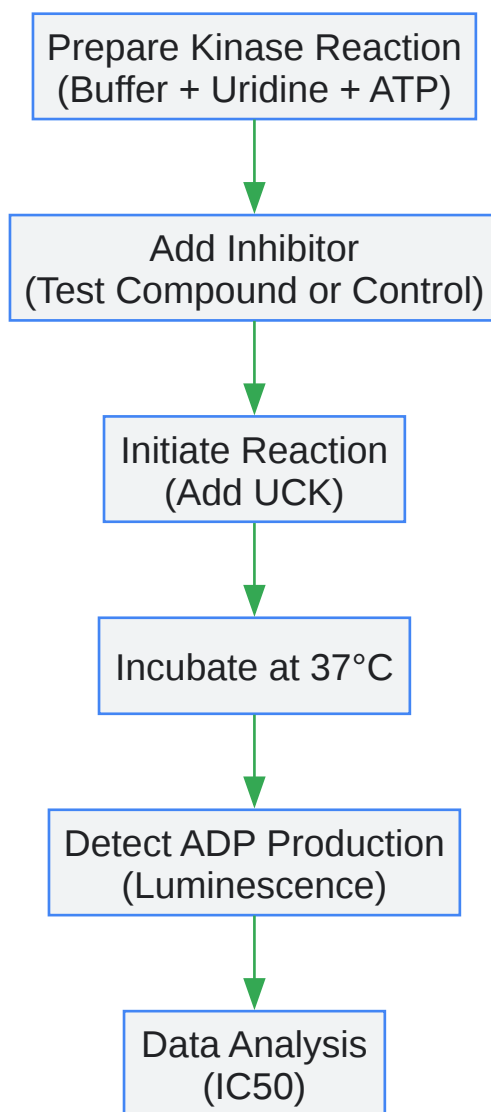 Prepare Kinase Reaction
(Buffer + Uridine + ATP)
Add Inhibitor
(Test Compound or Control)
Initiate Reaction
(Add UCK)
Incubate at 37°C
Detect ADP Production
(Luminescence)
Data Analysis
(IC50)